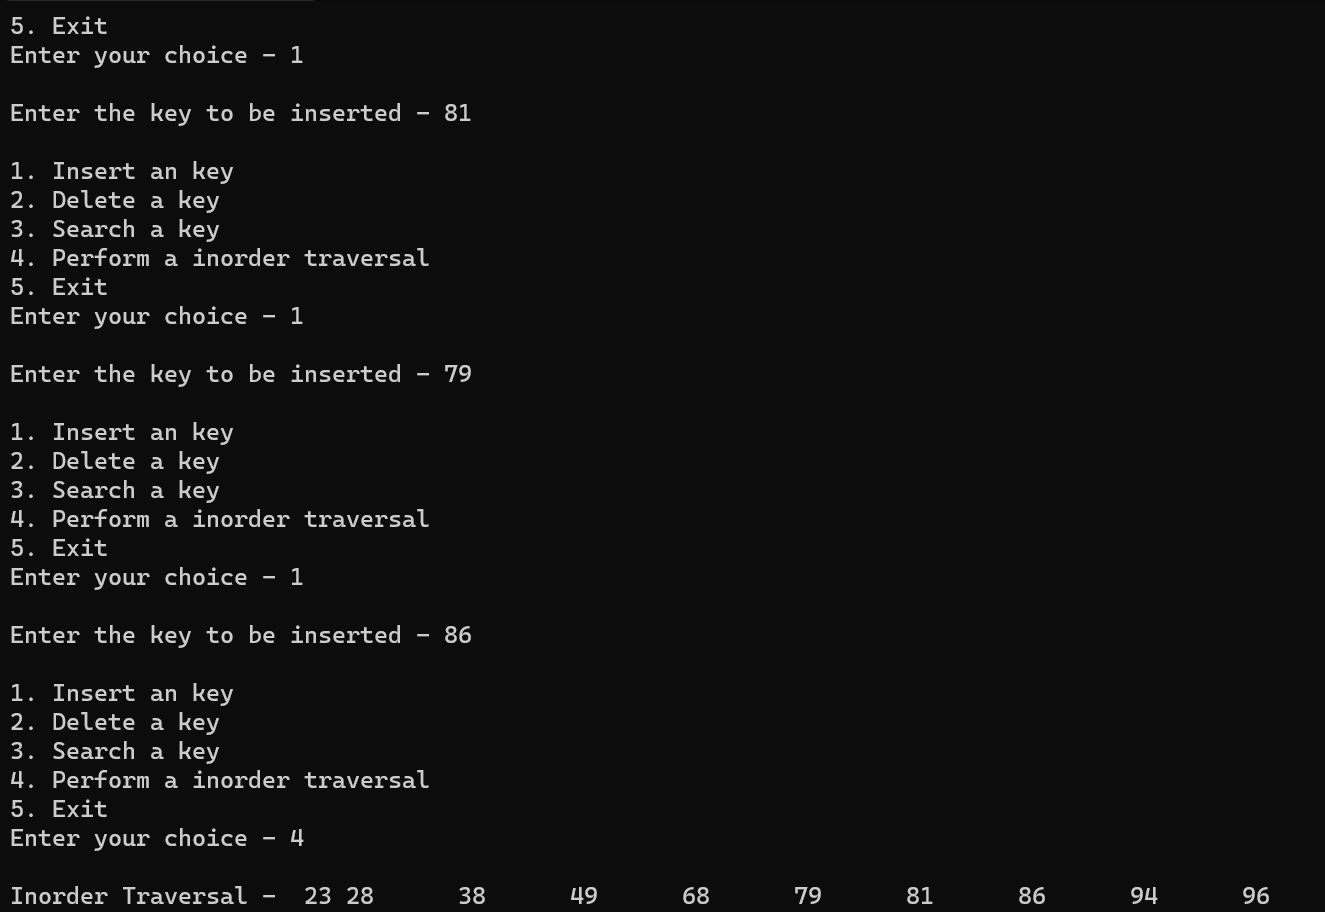 5. Exit
Enter your choice - 1
Enter the key to be inserted - 81
1. Insert an key
2. Delete a key
3. Search a key
4. Perform a inorder traversal
5. Exit
Enter your choice - 1
Enter the key to be inserted - 79
1. Insert an key
2. Delete a key
3. Search a key
4. Perform a inorder traversal
5. Exit
Enter your choice - 1
Enter the key to be inserted - 86
1. Insert an key
2. Delete a key
3. Search a key
4. Perform a inorder traversal
5. Exit
Enter your choice - 4
Inorder Traversal - 23 28 38 49 68 79 81 86 94 96